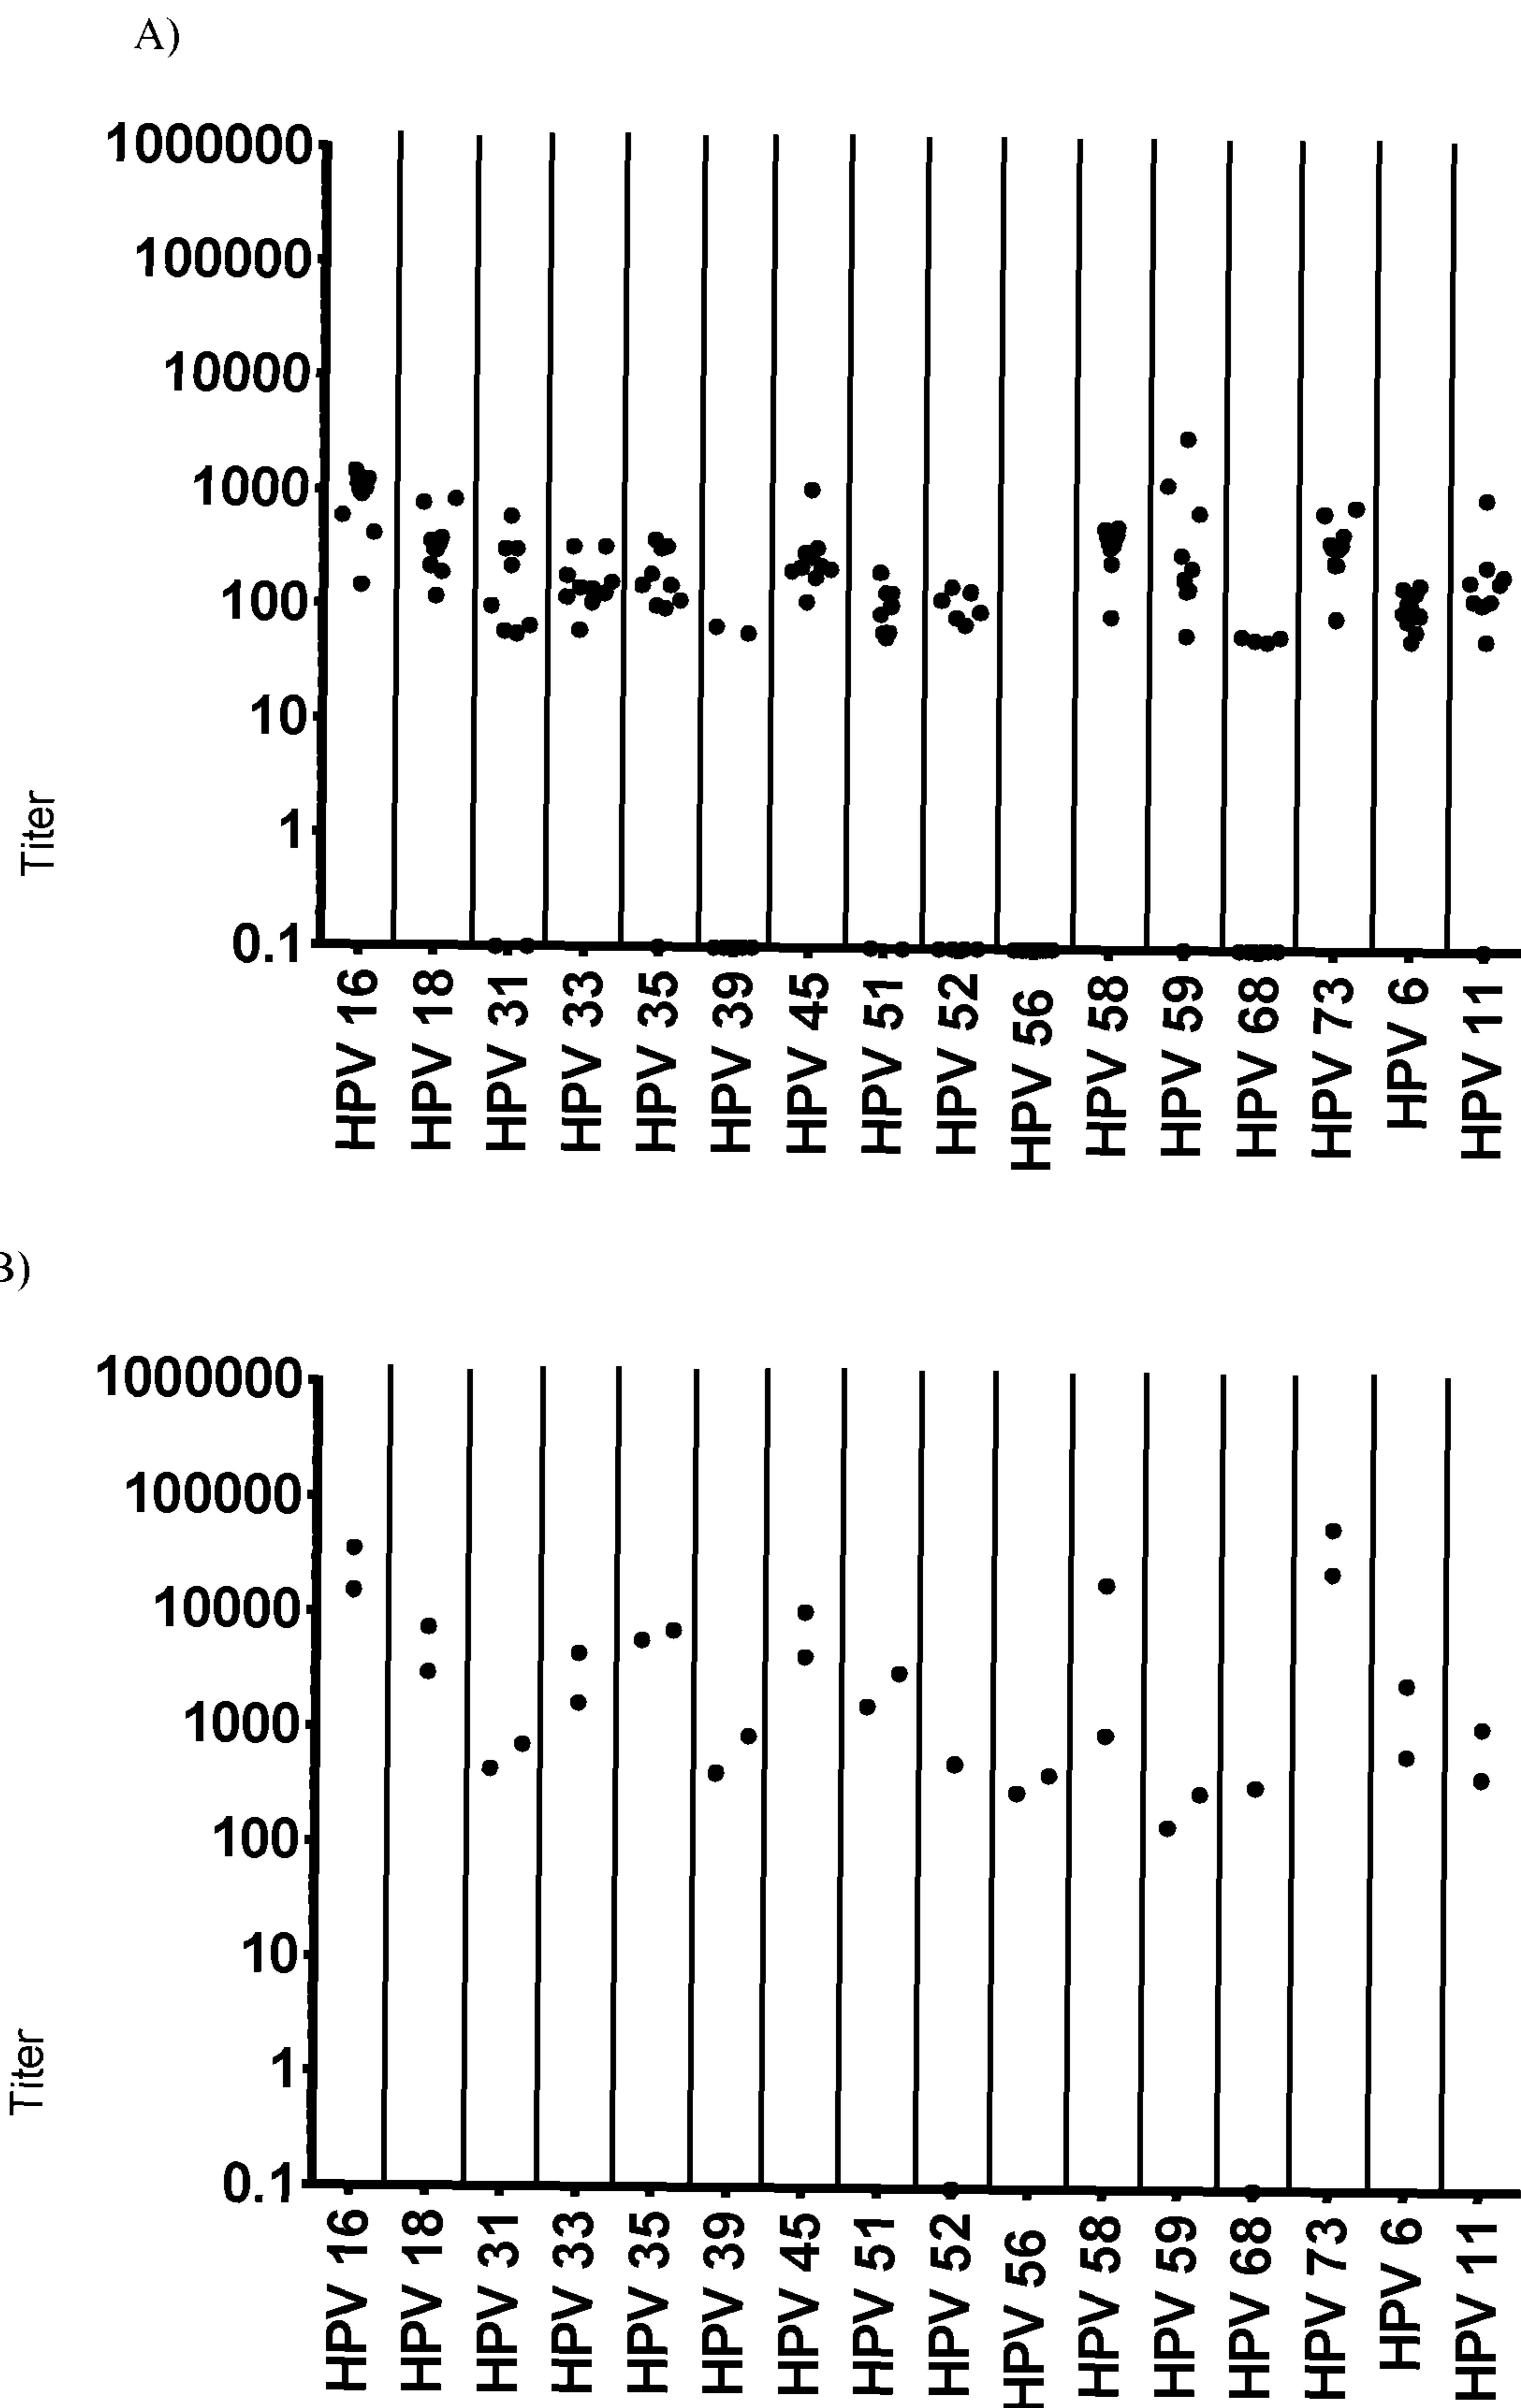 A)
1000000
100000
10000
1000
100
10
1
0.1
Titer
HPV 16
HPV 18
HPV 31
HPV 33
HPV 35
HPV 39
HPV 45
HPV 51
HPV 52
HPV 56
HPV 58
HPV 59
HPV 68
HPV 73
HPV 6
HPV 11
B)
1000000
100000
10000
1000
100
10
1
0.1
Titer
HPV 16
HPV 18
HPV 31
HPV 33
HPV 35
HPV 39
HPV 45
HPV 51
HPV 52
HPV 56
HPV 58
HPV 59
HPV 68
HPV 73
HPV 6
HPV 11